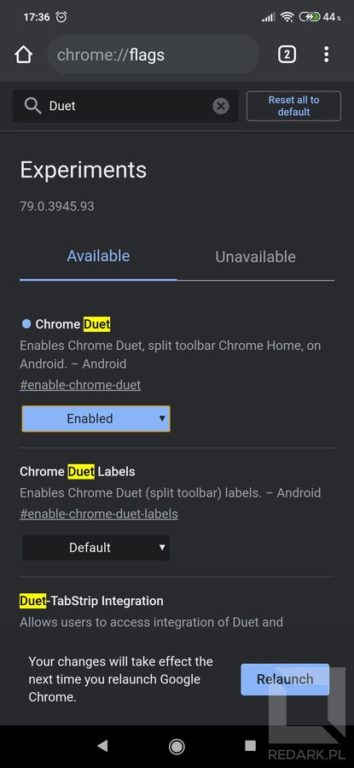 17:36 44%
chrome://flags 2
Duet
Reset all to
default
Experiments
79.0.3945.93
Available Unavailable
Chrome Duet
Enables Chrome Duet, split toolbar Chrome Home, on
Android. – Android
#enable-chrome-duet
Enabled
Chrome Duet Labels
Enables Chrome Duet (split toolbar) labels. – Android
#enable-chrome-duet-labels
Default
Duet-TabStrip Integration
Allows users to access integration of Duet and
Your changes will take effect the
next time you relaunch Google
Chrome.
Relaunch
REDARK.PL